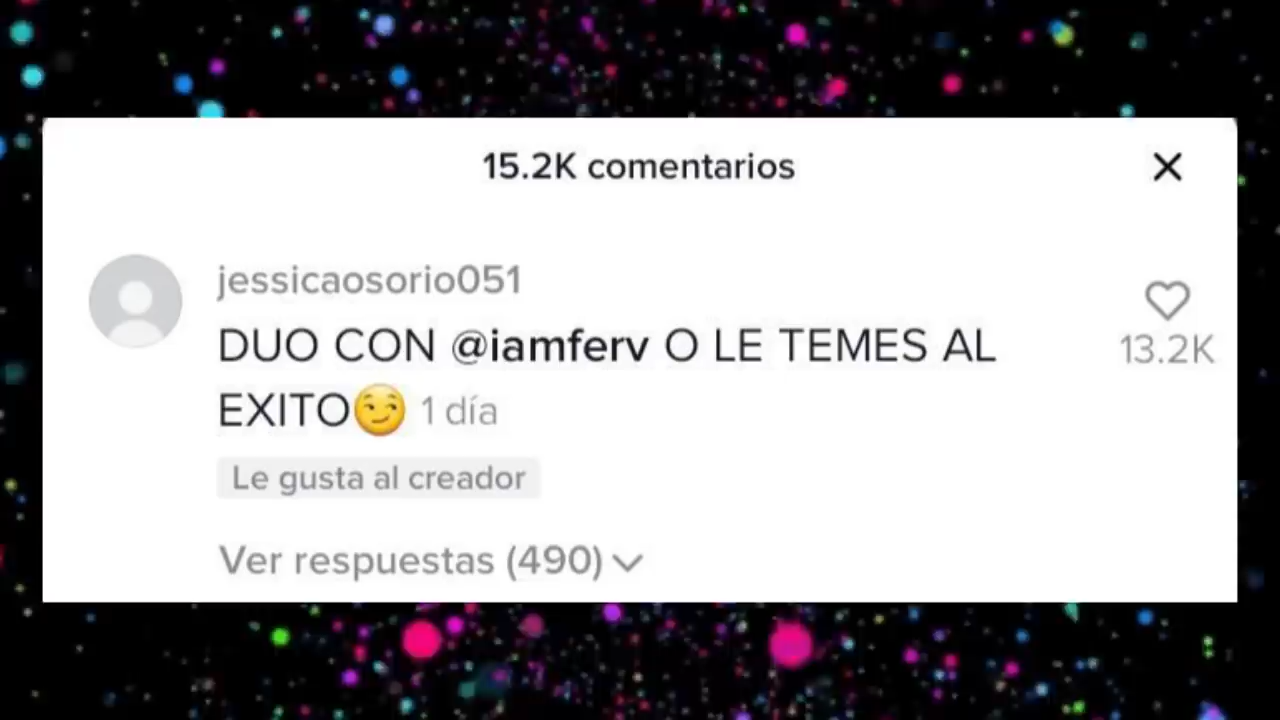 15.2K comentarios
jessicaosorio051
DUO CON @iamferv O LE TEMES AL
EXITO😏 1 día
13.2K
Le gusta al creador
Ver respuestas (490)